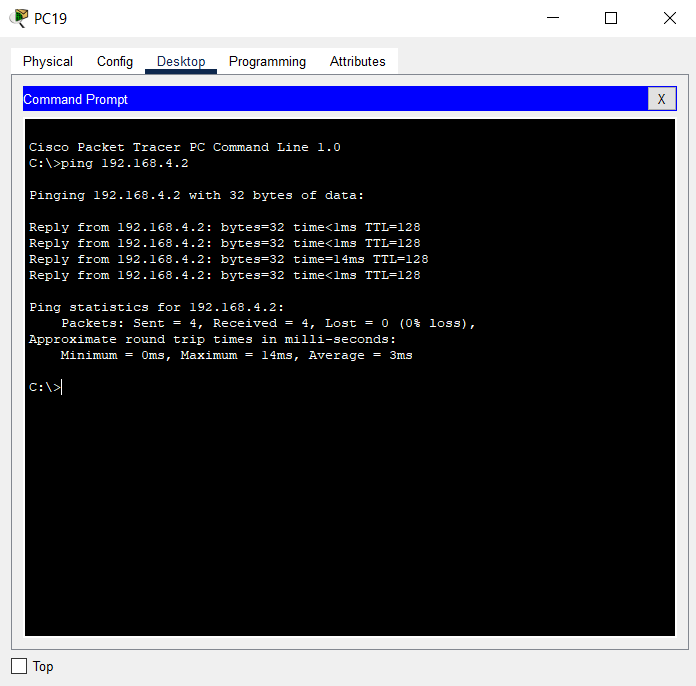 PC19
Physical Config Desktop Programming Attributes
Command Prompt X
Cisco Packet Tracer PC Command Line 1.0
C:\>ping 192.168.4.2
Pinging 192.168.4.2 with 32 bytes of data:
Reply from 192.168.4.2: bytes=32 time<1ms TTL=128
Reply from 192.168.4.2: bytes=32 time<1ms TTL=128
Reply from 192.168.4.2: bytes=32 time=14ms TTL=128
Reply from 192.168.4.2: bytes=32 time<1ms TTL=128
Ping statistics for 192.168.4.2:
    Packets: Sent = 4, Received = 4, Lost = 0 (0% loss),
Approximate round trip times in milli-seconds:
    Minimum = 0ms, Maximum = 14ms, Average = 3ms
C:\>
Top